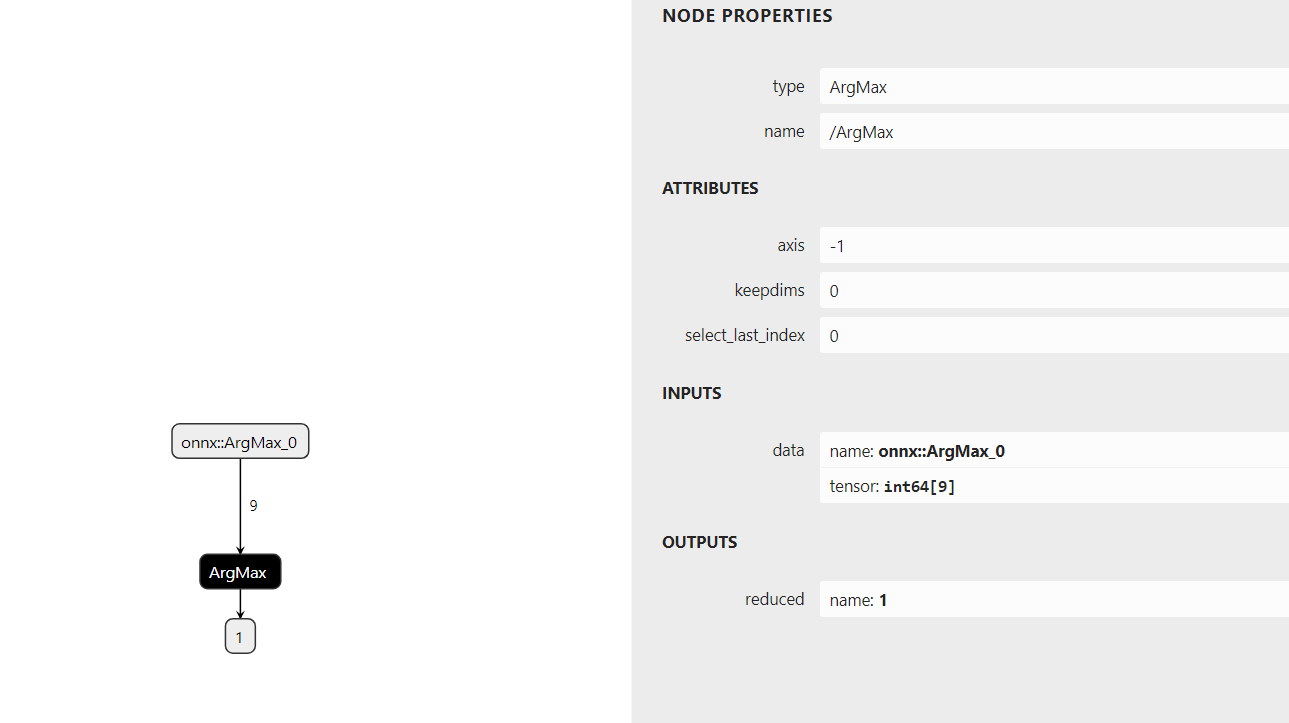 onnx::ArgMax_0
9
ArgMax
1
NODE PROPERTIES
type ArgMax
name /ArgMax
ATTRIBUTES
axis -1
keepdims 0
select_last_index 0
INPUTS
data name: onnx::ArgMax_0
tensor: int64[9]
OUTPUTS
reduced name: 1